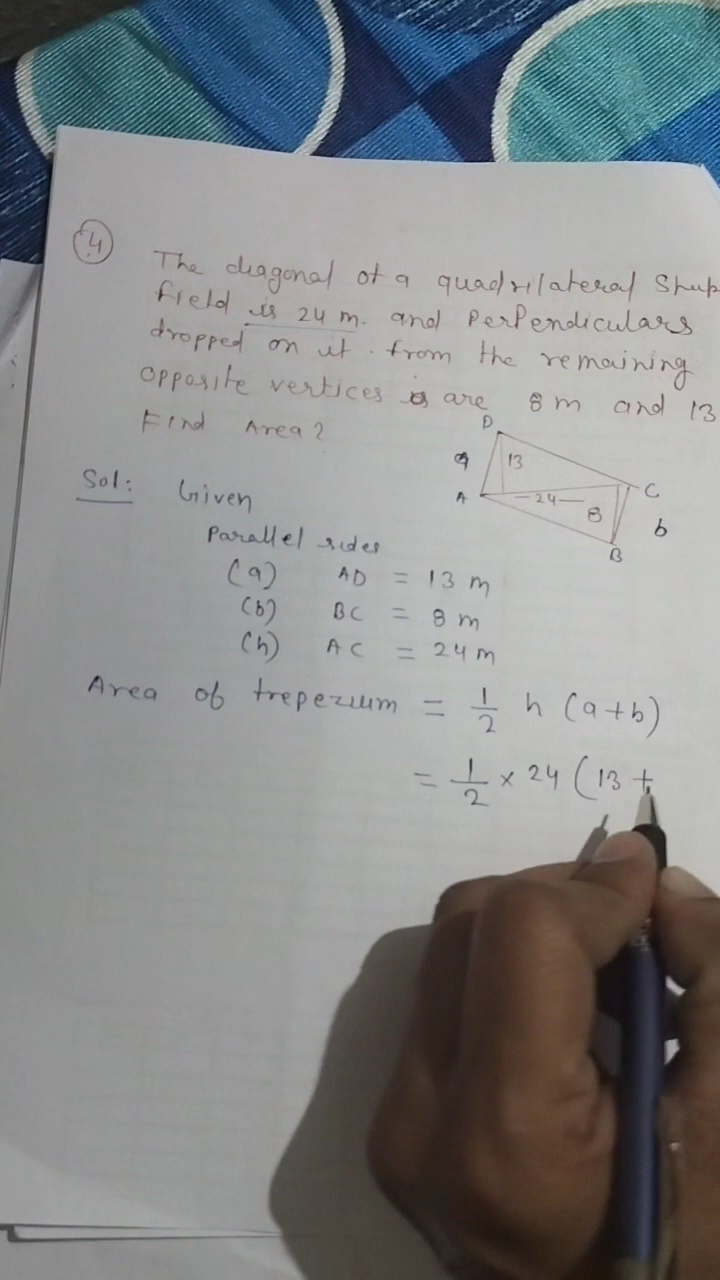 4
The diagonal of a quadrilateral Shap
field is 24 m. and Perpendiculars
dropped on it. from the remaining
opposite vertices are 8 m and 13
Find Area?
D
a 13
A -24- C
8 b
B
Sol: Given
Parallel sides
(a) AD = 13 m
(b) BC = 8 m
(h) AC = 24 m
Area of trepezium = 1/2 h (a+b)
= 1/2 × 24 (13 +